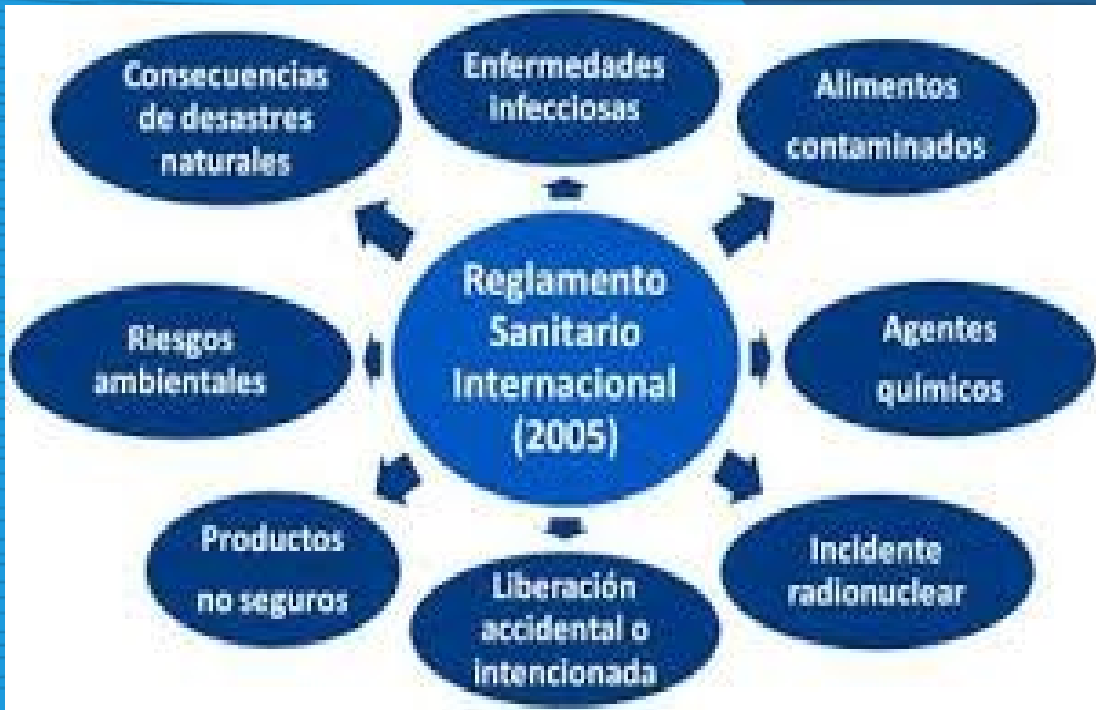 Consecuencias
de desastres
naturales
Enfermedades
infecciosas
Alimentos
contaminados
Riesgos
ambientales
Reglamento
Sanitario
Internacional
(2005)
Agentes
químicos
Productos
no seguros
Liberación
accidental o
intencionada
Incidente
radionuclear